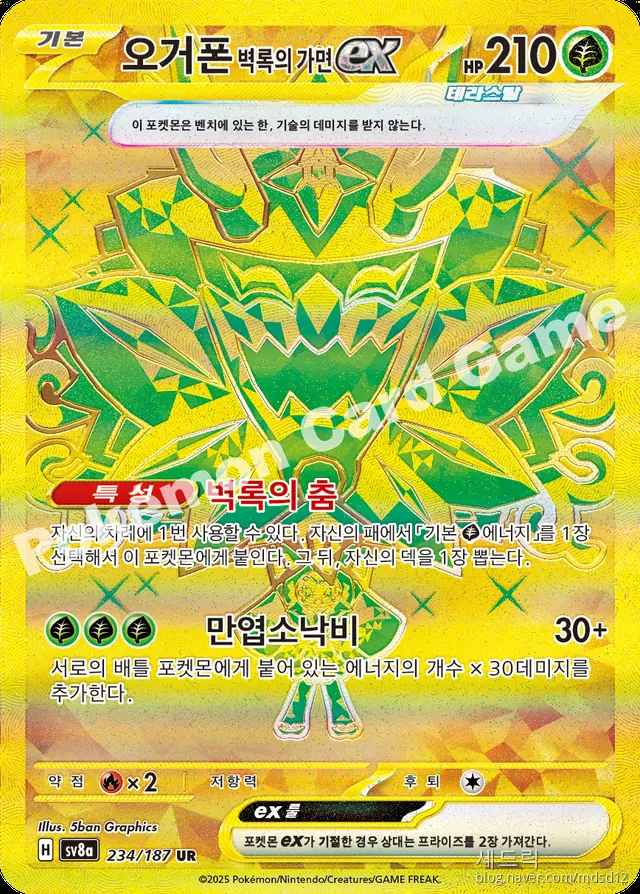 기본 오거폰 벽록의 가면 ex HP 210
테라스탈
이 포켓몬은 벤치에 있는 한, 기술의 데미지를 받지 않는다.
Pokémon Card Game
특성 벽록의 춤
자신의 차례에 1번 사용할 수 있다. 자신의 패에서 「기본 에너지」를 1장
선택해서 이 포켓몬에게 붙인다. 그 뒤, 자신의 덱을 1장 뽑는다.
만엽소낙비 30+
서로의 배틀 포켓몬에게 붙어 있는 에너지의 개수 × 30데미지를
추가한다.
약점 ×2 저항력 후퇴
ex 룰
포켓몬 ex가 기절한 경우 상대는 프라이즈를 2장 가져간다.
Illus. 5ban Graphics
H sv8a 234/187 UR
세드릭
blog.naver.com/mdsd12
©2025 Pokémon/Nintendo/Creatures/GAME FREAK.